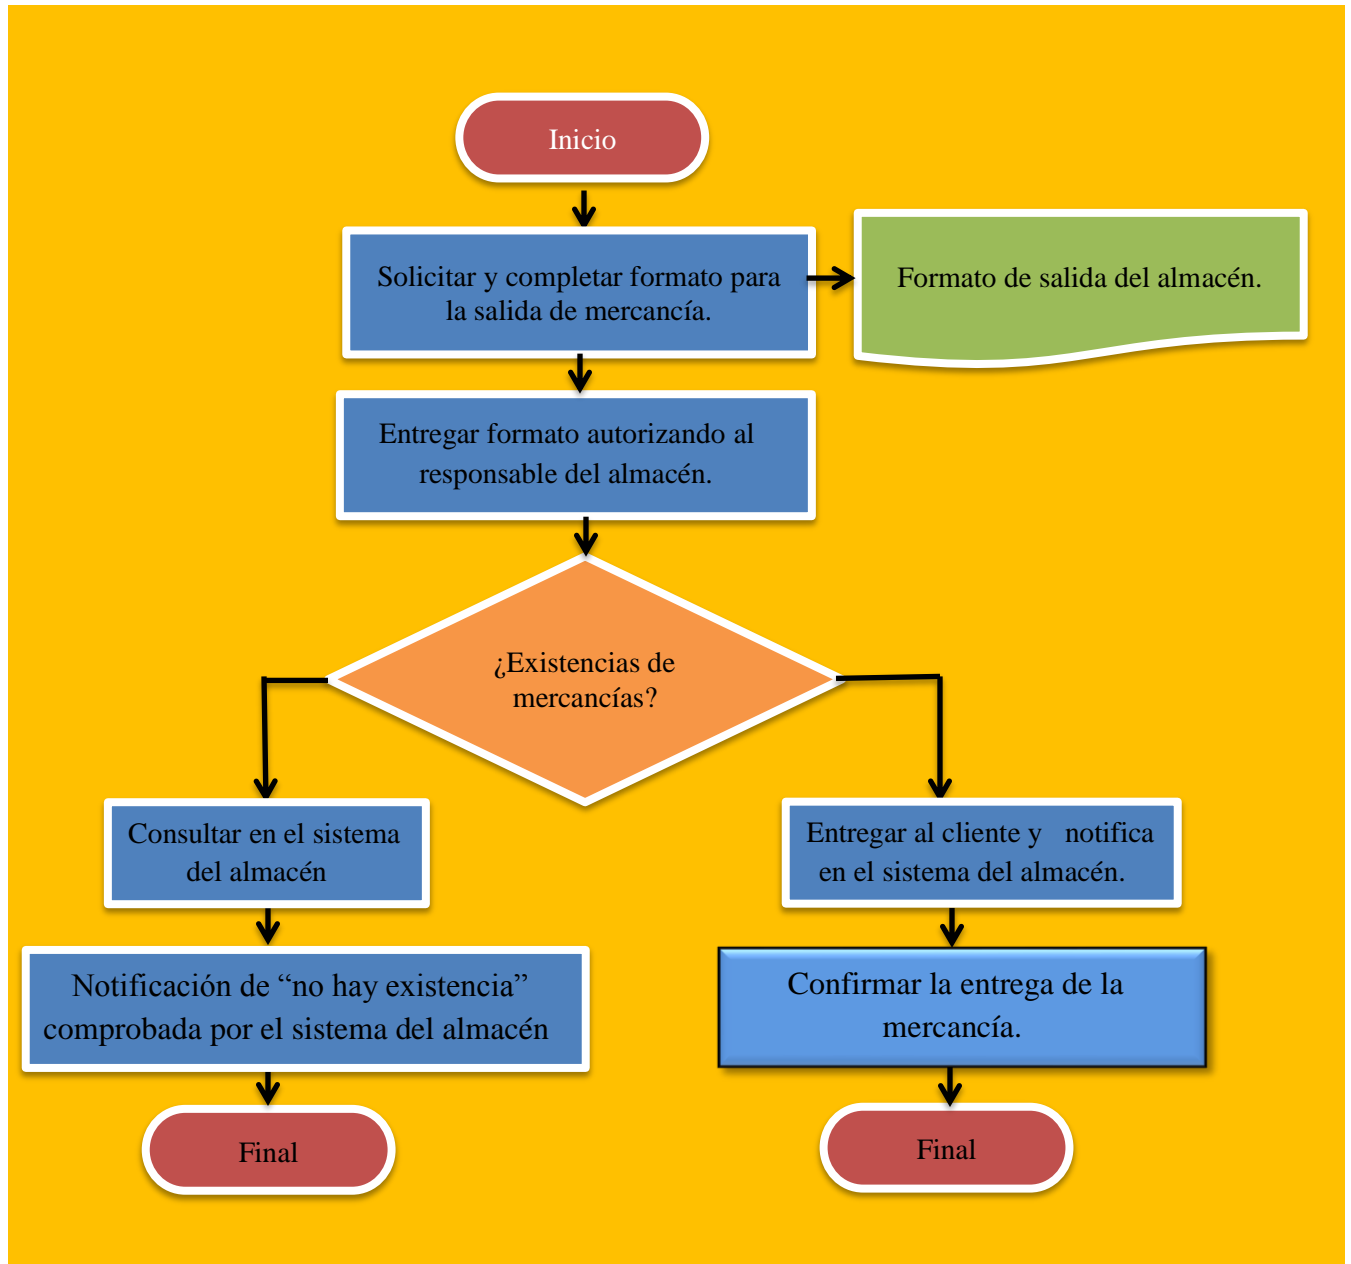 Inicio
Solicitar y completar formato para
la salida de mercancía.
Formato de salida del almacén.
Entregar formato autorizando al
responsable del almacén.
¿Existencias de
mercancías?
Consultar en el sistema
del almacén
Entregar al cliente y notifica
en el sistema del almacén.
Notificación de “no hay existencia”
comprobada por el sistema del almacén
Confirmar la entrega de la
mercancía.
Final
Final